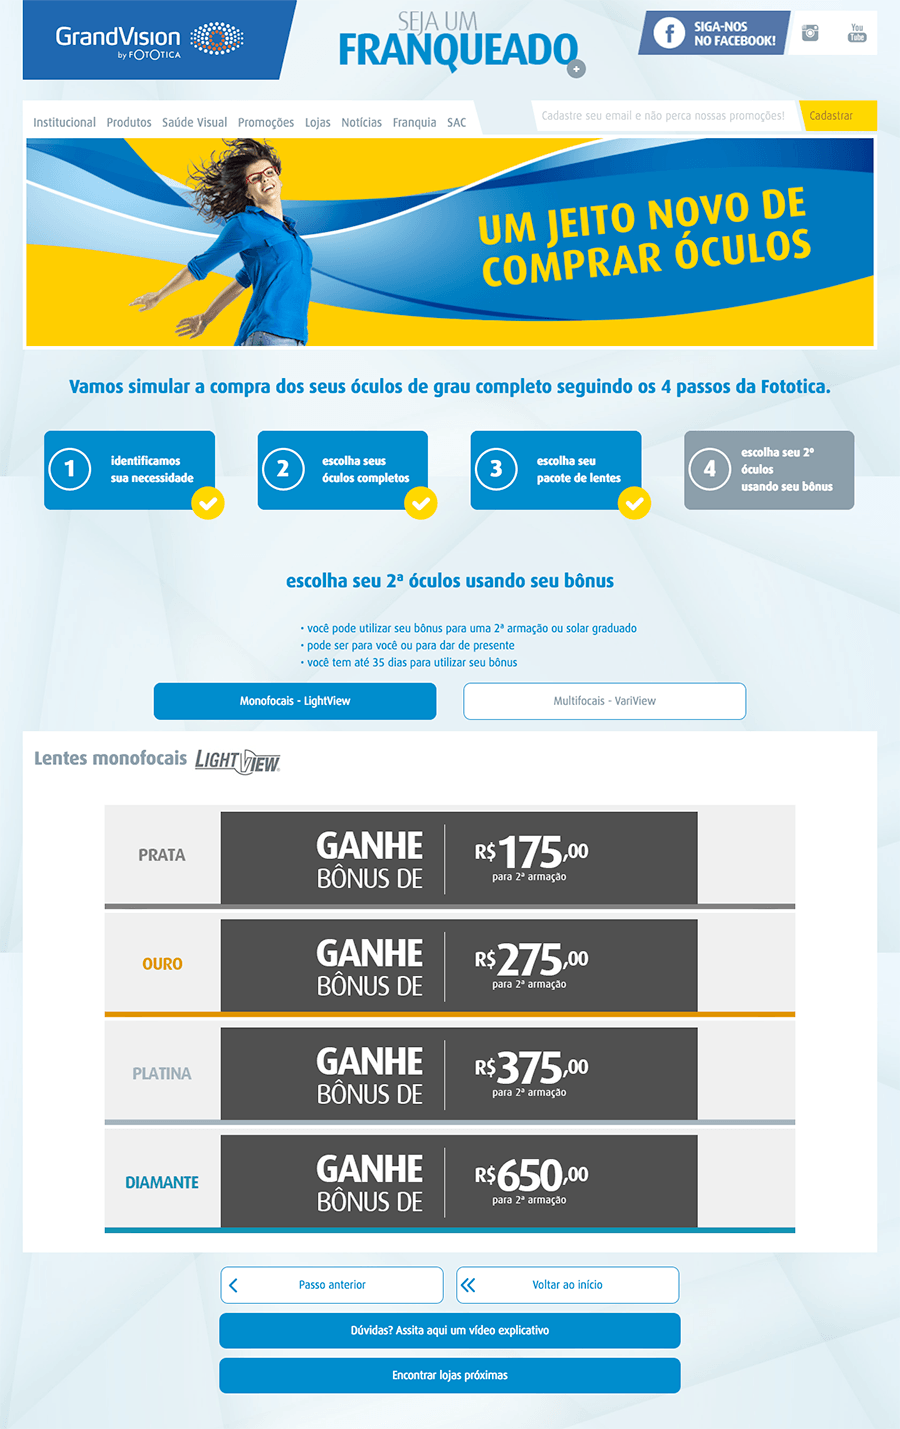 GrandVision
by FOTOTICA
SEJA UM
FRANQUEADO
+
SIGA-NOS
NO FACEBOOK!
You
Tube
Institucional Produtos Saúde Visual Promoções Lojas Notícias Franquia SAC
Cadastre seu email e não perca nossas promoções!
Cadastrar
UM JEITO NOVO DE
COMPRAR ÓCULOS
Vamos simular a compra dos seus óculos de grau completo seguindo os 4 passos da Fototica.
1
identificamos
sua necessidade
2
escolha seus
óculos completos
3
escolha seu
pacote de lentes
4
escolha seu 2º
óculos
usando seu bônus
escolha seu 2ª óculos usando seu bônus
• você pode utilizar seu bônus para uma 2ª armação ou solar graduado
• pode ser para você ou para dar de presente
• você tem até 35 dias para utilizar seu bônus
Monofocais - LightView
Multifocais - VariView
Lentes monofocais LIGHTVIEW
PRATA
GANHE
BÔNUS DE
R$175,00
para 2ª armação
OURO
GANHE
BÔNUS DE
R$275,00
para 2ª armação
PLATINA
GANHE
BÔNUS DE
R$375,00
para 2ª armação
DIAMANTE
GANHE
BÔNUS DE
R$650,00
para 2ª armação
Passo anterior
Voltar ao início
Dúvidas? Assita aqui um vídeo explicativo
Encontrar lojas próximas